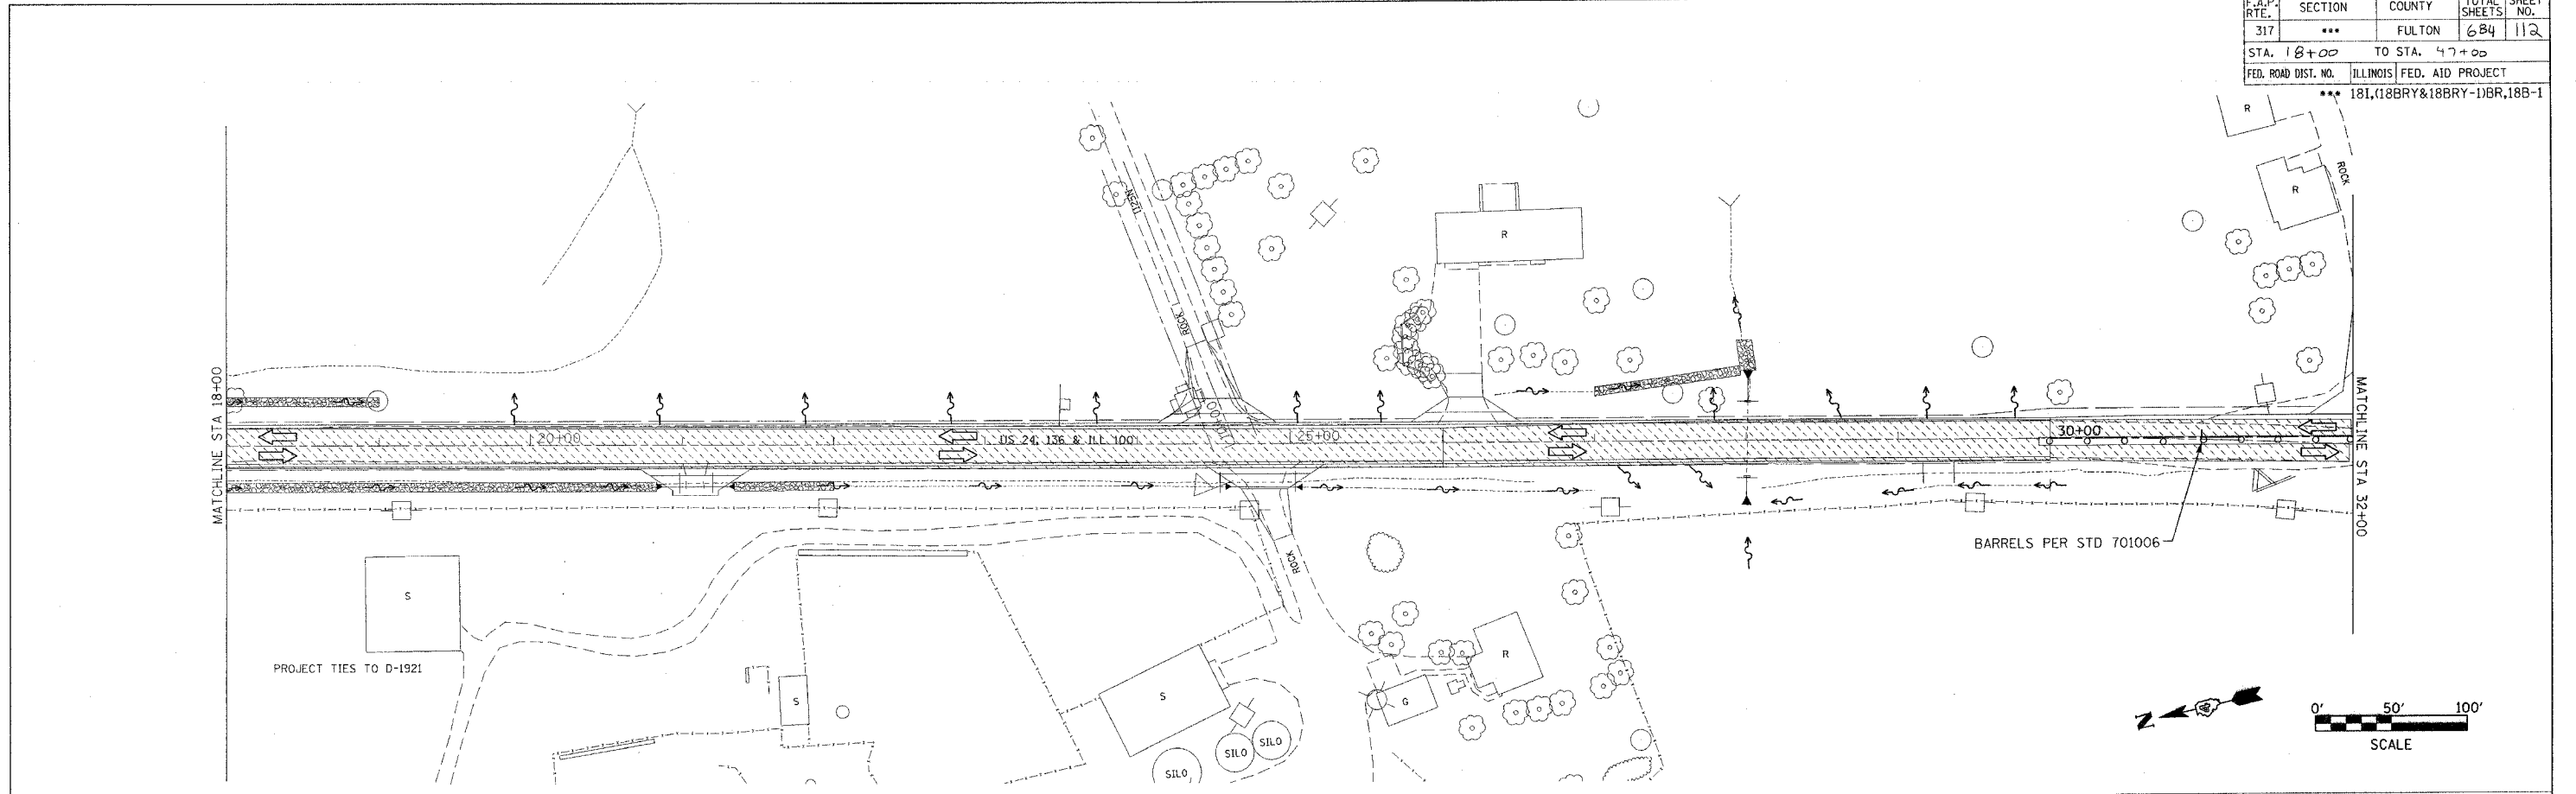 F.A.P. RTE. SECTION COUNTY TOTAL SHEETS SHEET NO.
317 *** FULTON 684 112
STA. 18+00 TO STA. 47+00
FED. ROAD DIST. NO. ILLINOIS FED. AID PROJECT
*** 18I,(18BRY&18BRY-1)BR,18B-1
R
ROCK
R
1125N
R
ROCK
MATCHLINE STA 18+00
MATCHLINE STA 32+00
20+00
US 24, 136 & ILL 100
25+00
30+00
BARRELS PER STD 701006
ROCK
S
PROJECT TIES TO D-1921
S
S
R
G
SILO
SILO
SILO
N
0' 50' 100'
SCALE